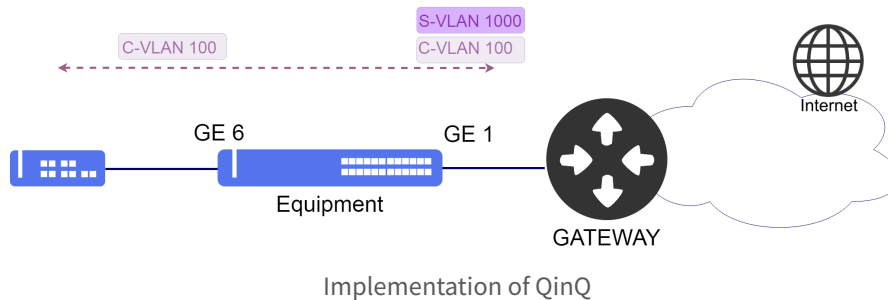 S-VLAN 1000
C-VLAN 100
C-VLAN 100
Internet
GE 6
GE 1
Equipment
GATEWAY
Implementation of QinQ